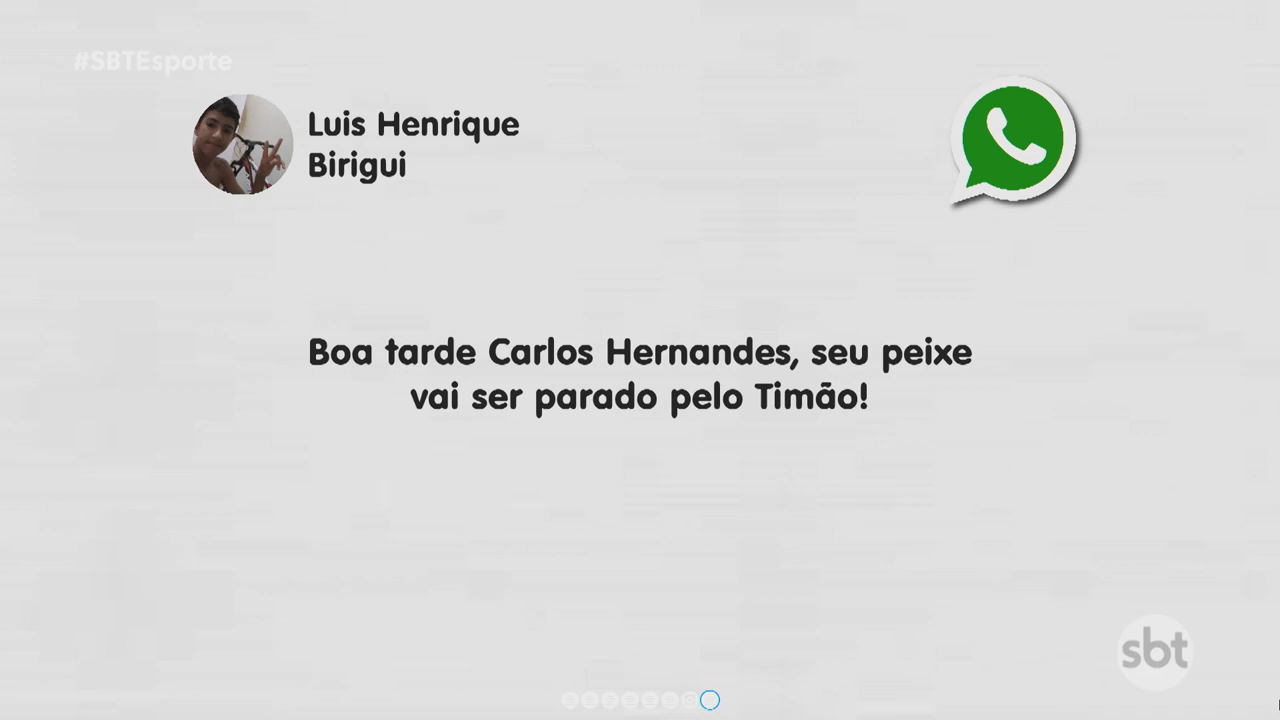 #SBTEsporte
Luis Henrique
Birigui
Boa tarde Carlos Hernandes, seu peixe
vai ser parado pelo Timão!
sbt